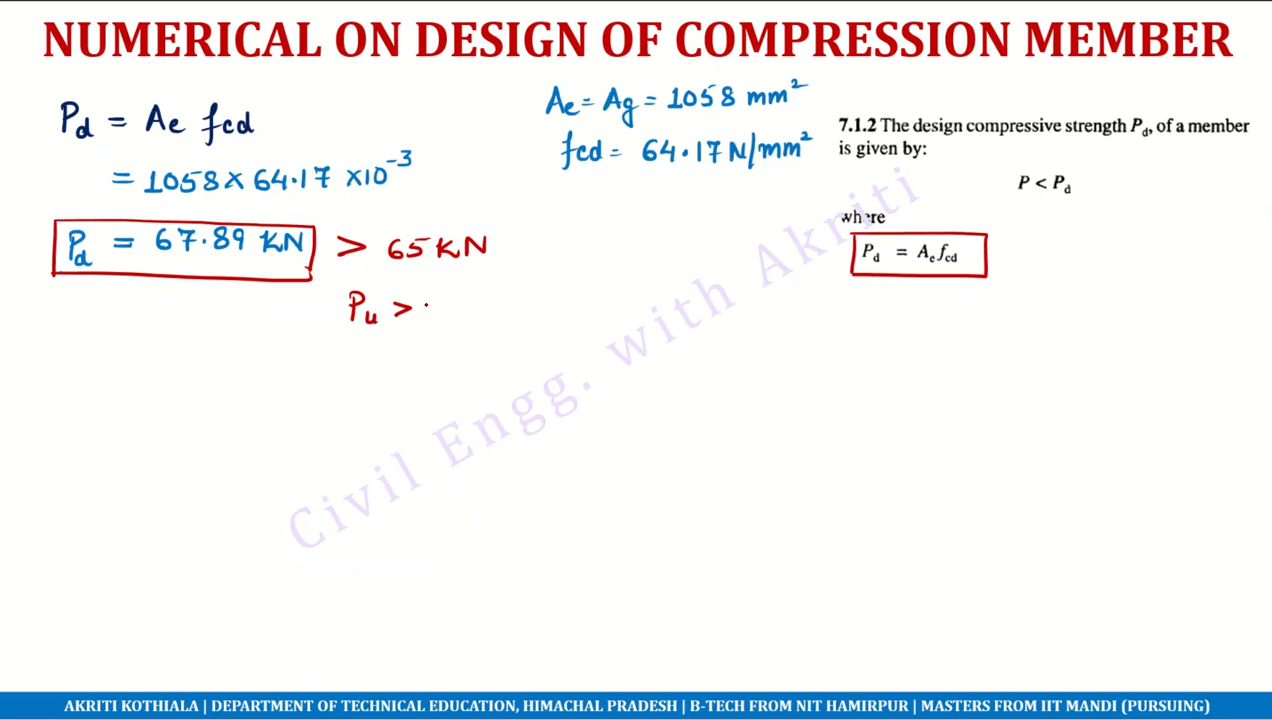 NUMERICAL ON DESIGN OF COMPRESSION MEMBER
Pd = Ae fcd
= 1058 × 64.17 × 10⁻³
Pd = 67.89 KN > 65 KN
Pu > .
Ae = Ag = 1058 mm²
fcd = 64.17 N/mm²
7.1.2 The design compressive strength Pd, of a member
is given by:
P < Pd
where
Pd = Ae fcd
Civil Engg. with Akriti
AKRITI KOTHIALA | DEPARTMENT OF TECHNICAL EDUCATION, HIMACHAL PRADESH | B-TECH FROM NIT HAMIRPUR | MASTERS FROM IIT MANDI (PURSUING)